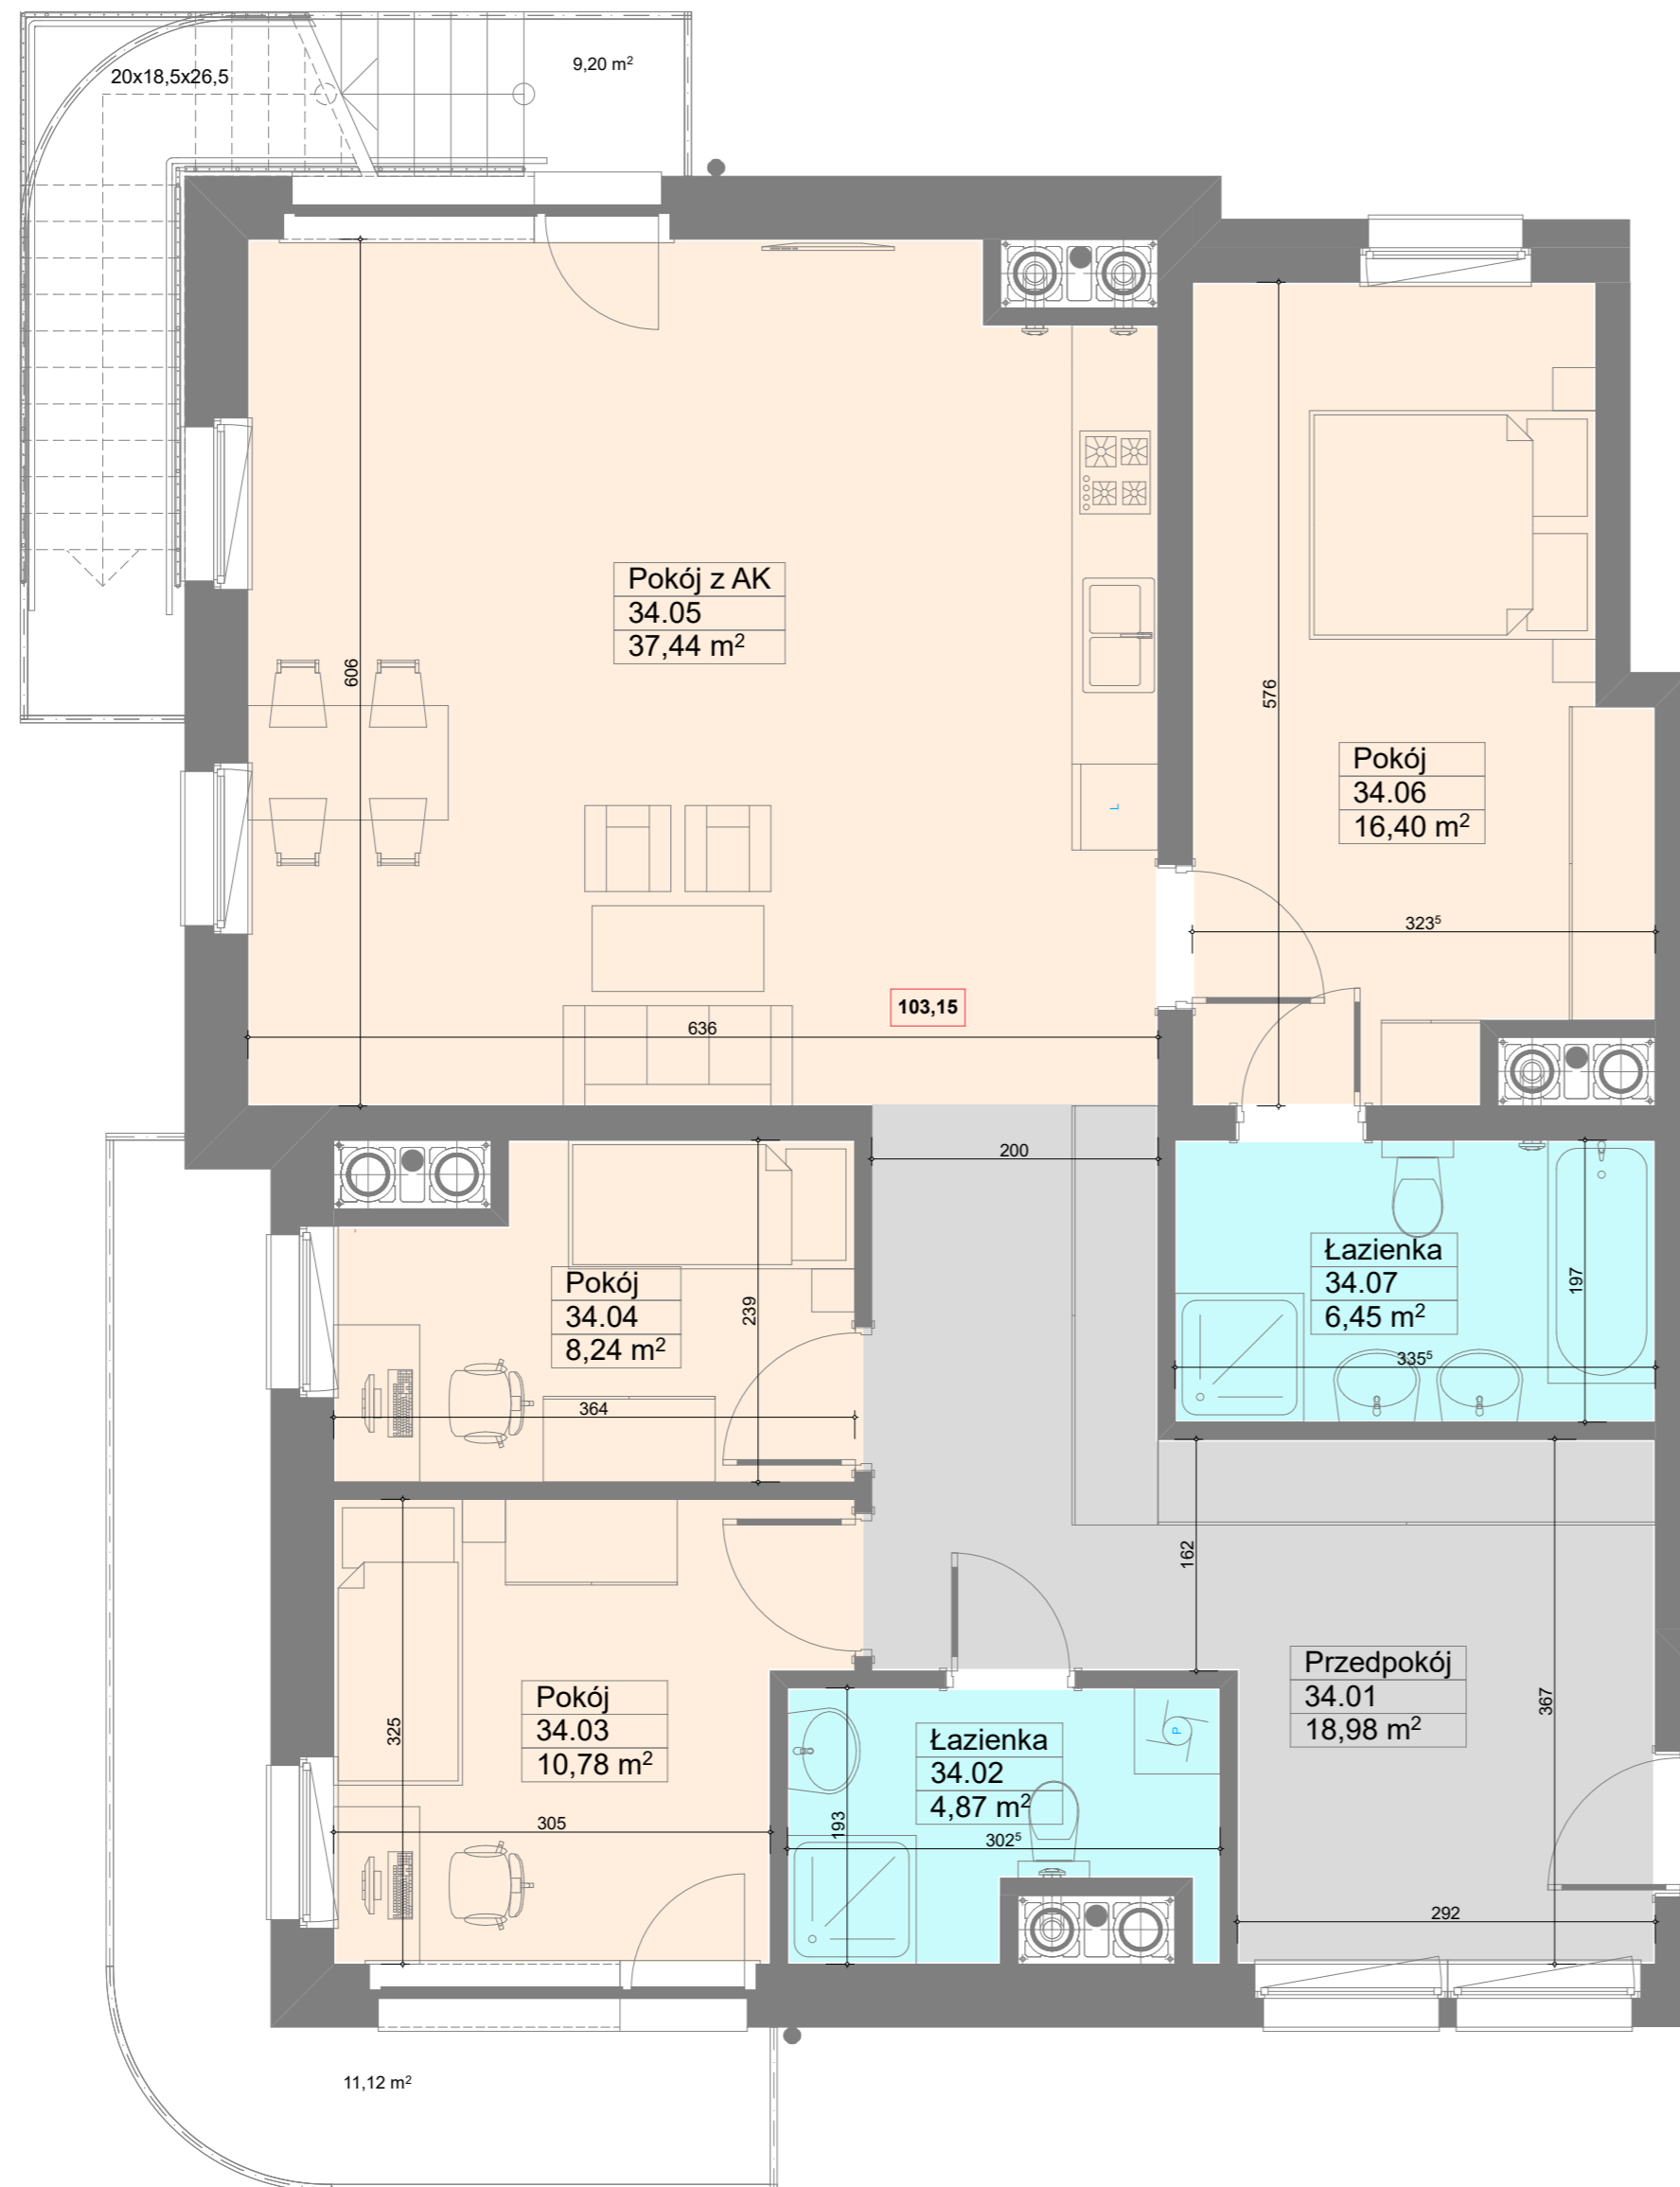 20x18,5x26,5
9,20 m²
Pokój z AK
34.05
37,44 m²
606
576
Pokój
34.06
16,40 m²
L
323⁵
103,15
636
200
Pokój
34.04
8,24 m²
239
364
Łazienka
34.07
6,45 m²
197
335⁵
162
Pokój
34.03
10,78 m²
325
305
Łazienka
34.02
4,87 m²
P
193
302⁵
Przedpokój
34.01
18,98 m²
367
292
11,12 m²